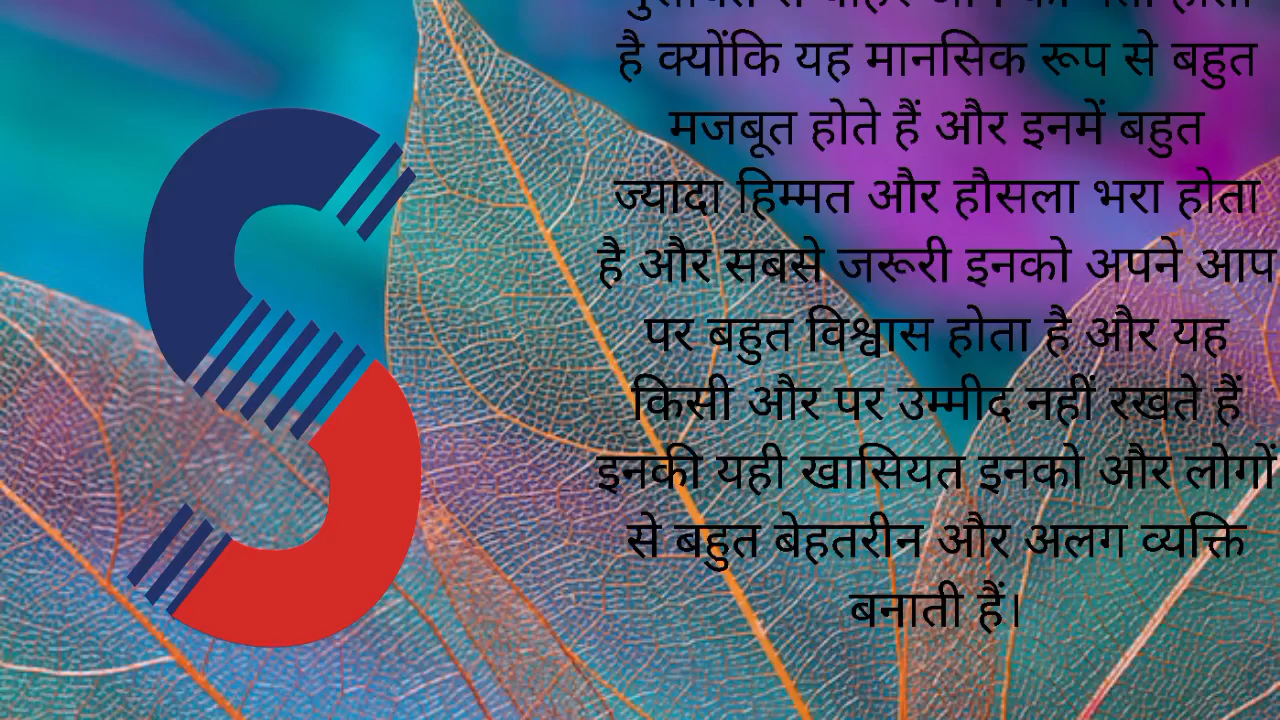 है क्योंकि यह मानसिक रूप से बहुत
मजबूत होते हैं और इनमें बहुत
ज्यादा हिम्मत और हौसला भरा होता
है और सबसे जरूरी इनको अपने आप
पर बहुत विश्वास होता है और यह
किसी और पर उम्मीद नहीं रखते हैं
इनकी यही खासियत इनको और लोगों
से बहुत बेहतरीन और अलग व्यक्ति
बनाती हैं।
S